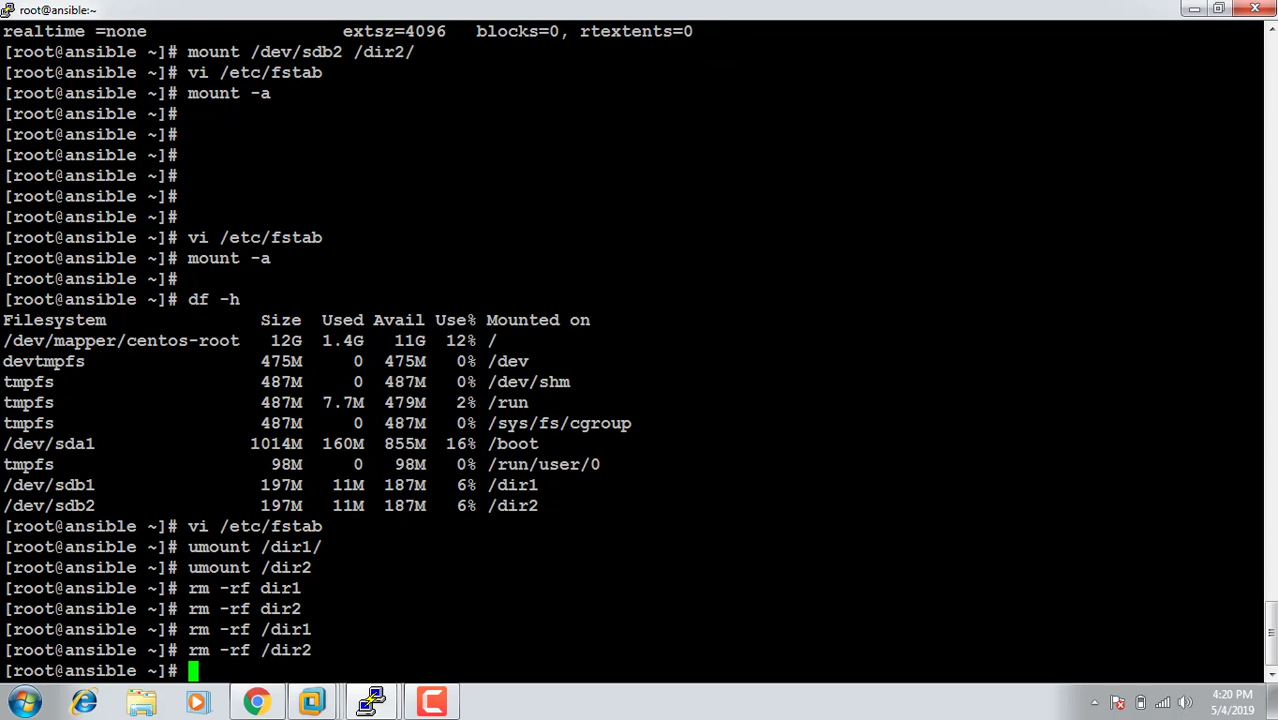 root@ansible:~
realtime =none                   extsz=4096   blocks=0, rtextents=0
[root@ansible ~]# mount /dev/sdb2 /dir2/
[root@ansible ~]# vi /etc/fstab
[root@ansible ~]# mount -a
[root@ansible ~]#
[root@ansible ~]#
[root@ansible ~]#
[root@ansible ~]#
[root@ansible ~]#
[root@ansible ~]#
[root@ansible ~]# vi /etc/fstab
[root@ansible ~]# mount -a
[root@ansible ~]#
[root@ansible ~]# df -h
Filesystem               Size  Used Avail Use% Mounted on
/dev/mapper/centos-root   12G  1.4G   11G  12% /
devtmpfs                 475M     0  475M   0% /dev
tmpfs                    487M     0  487M   0% /dev/shm
tmpfs                    487M  7.7M  479M   2% /run
tmpfs                    487M     0  487M   0% /sys/fs/cgroup
/dev/sda1               1014M  160M  855M  16% /boot
tmpfs                     98M     0   98M   0% /run/user/0
/dev/sdb1                197M   11M  187M   6% /dir1
/dev/sdb2                197M   11M  187M   6% /dir2
[root@ansible ~]# vi /etc/fstab
[root@ansible ~]# umount /dir1/
[root@ansible ~]# umount /dir2
[root@ansible ~]# rm -rf dir1
[root@ansible ~]# rm -rf dir2
[root@ansible ~]# rm -rf /dir1
[root@ansible ~]# rm -rf /dir2
[root@ansible ~]#
4:20 PM
5/4/2019